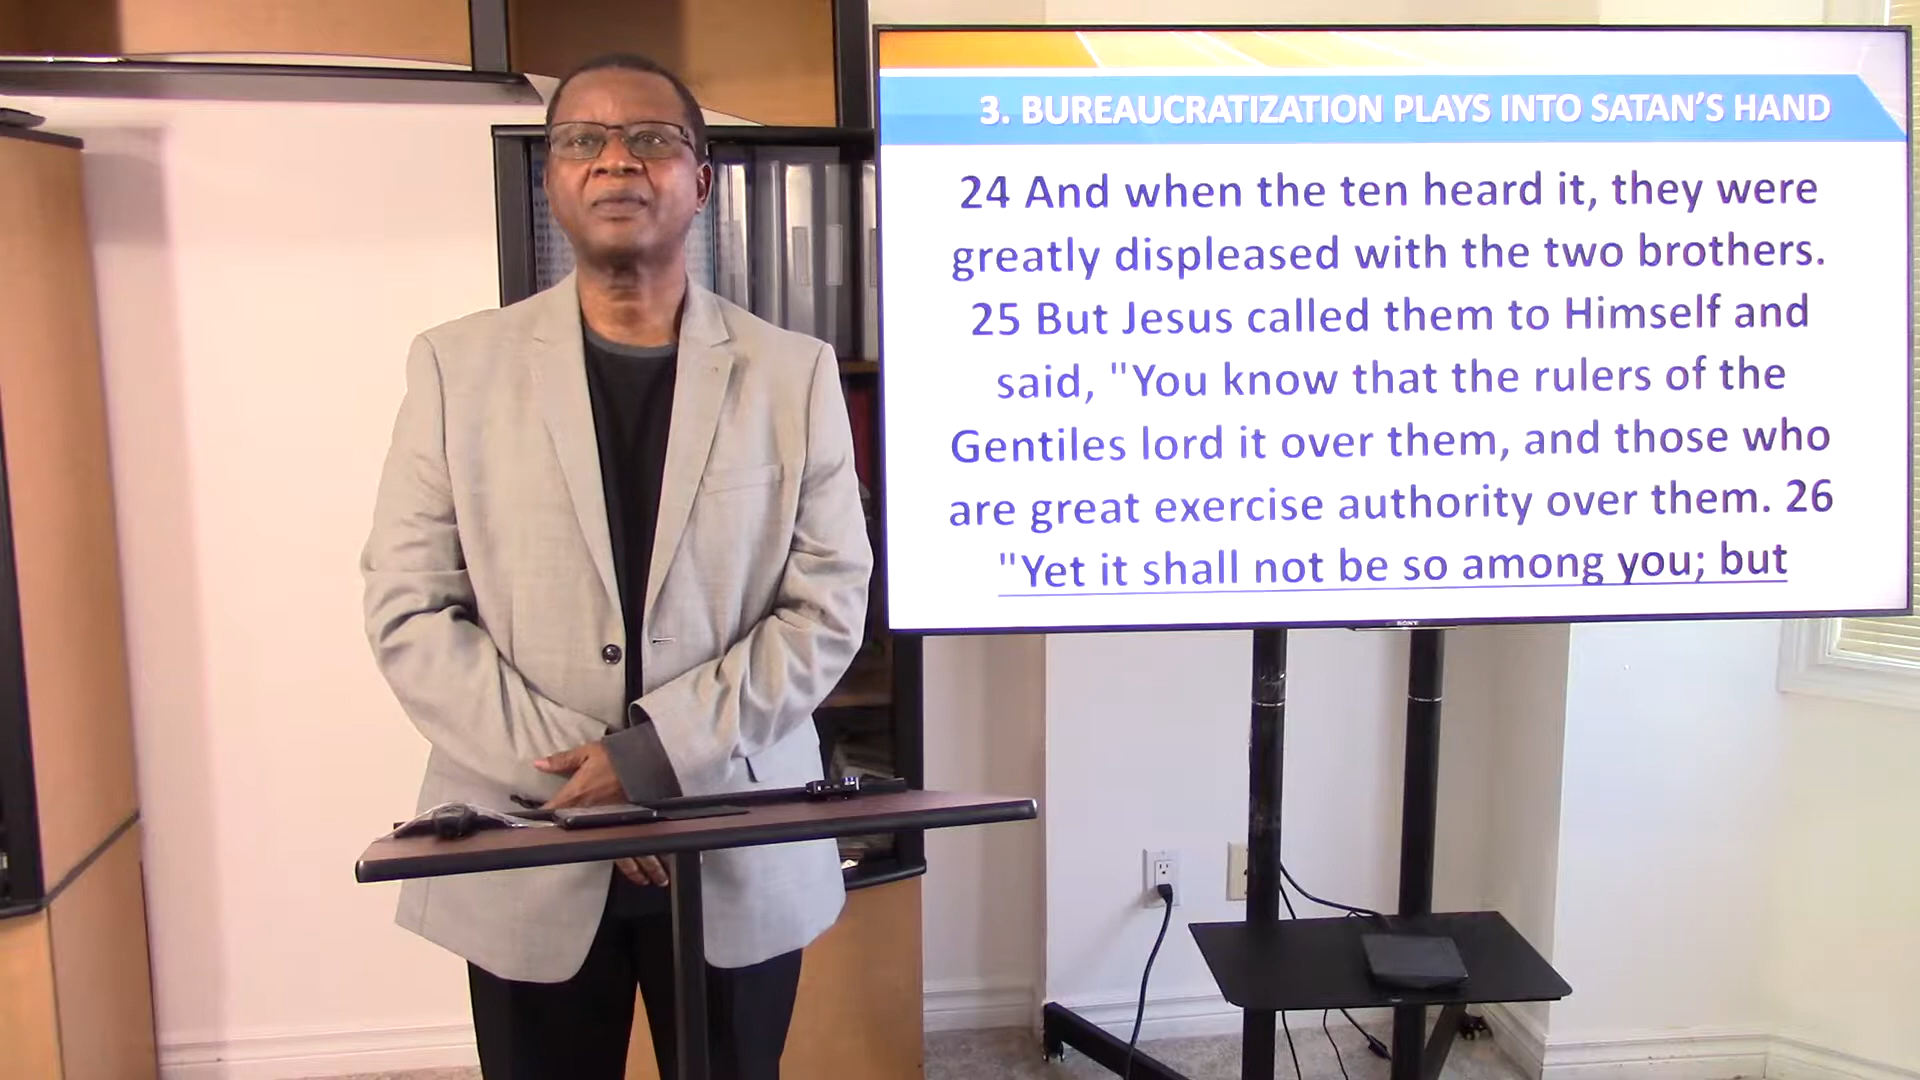 3. BUREAUCRATIZATION PLAYS INTO SATAN’S HAND
24 And when the ten heard it, they were
greatly displeased with the two brothers.
25 But Jesus called them to Himself and
said, "You know that the rulers of the
Gentiles lord it over them, and those who
are great exercise authority over them. 26
"Yet it shall not be so among you; but
SONY